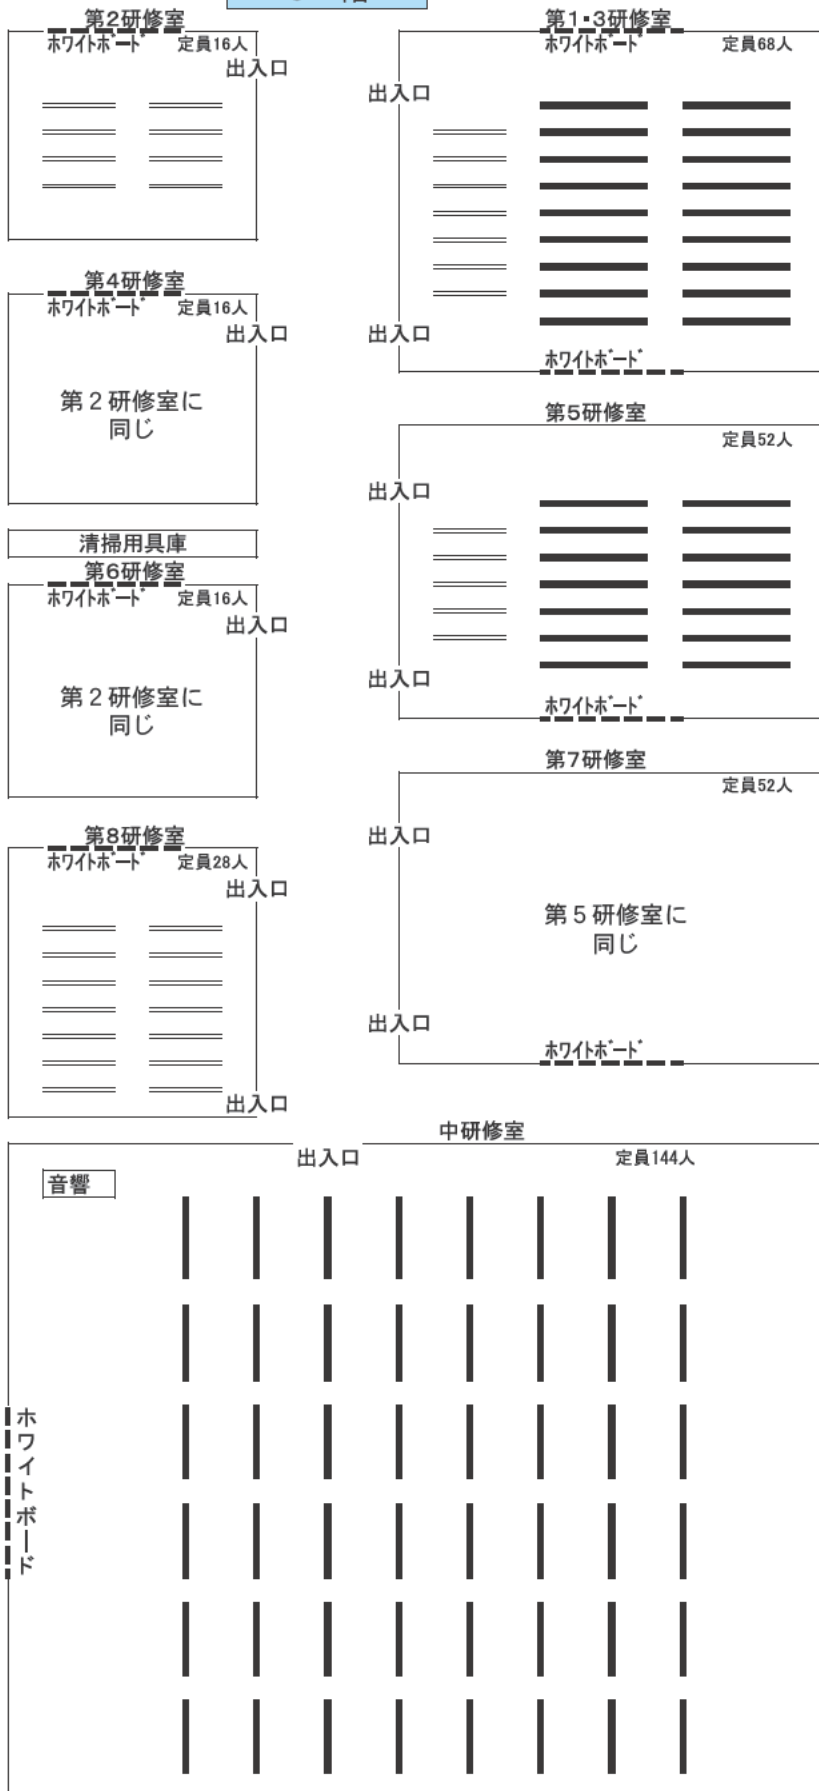 第2研修室
ホワイトボード 定員16人
出入口
第4研修室
ホワイトボード 定員16人
出入口
第2研修室に
同じ
清掃用具庫
第6研修室
ホワイトボード 定員16人
出入口
第2研修室に
同じ
第8研修室
ホワイトボード 定員28人
出入口
出入口
第1・3研修室
ホワイトボード 定員68人
出入口
出入口
ホワイトボード
第5研修室
定員52人
出入口
出入口
ホワイトボード
第7研修室
定員52人
出入口
第5研修室に
同じ
出入口
ホワイトボード
中研修室
出入口 定員144人
音響
ホワイトボード